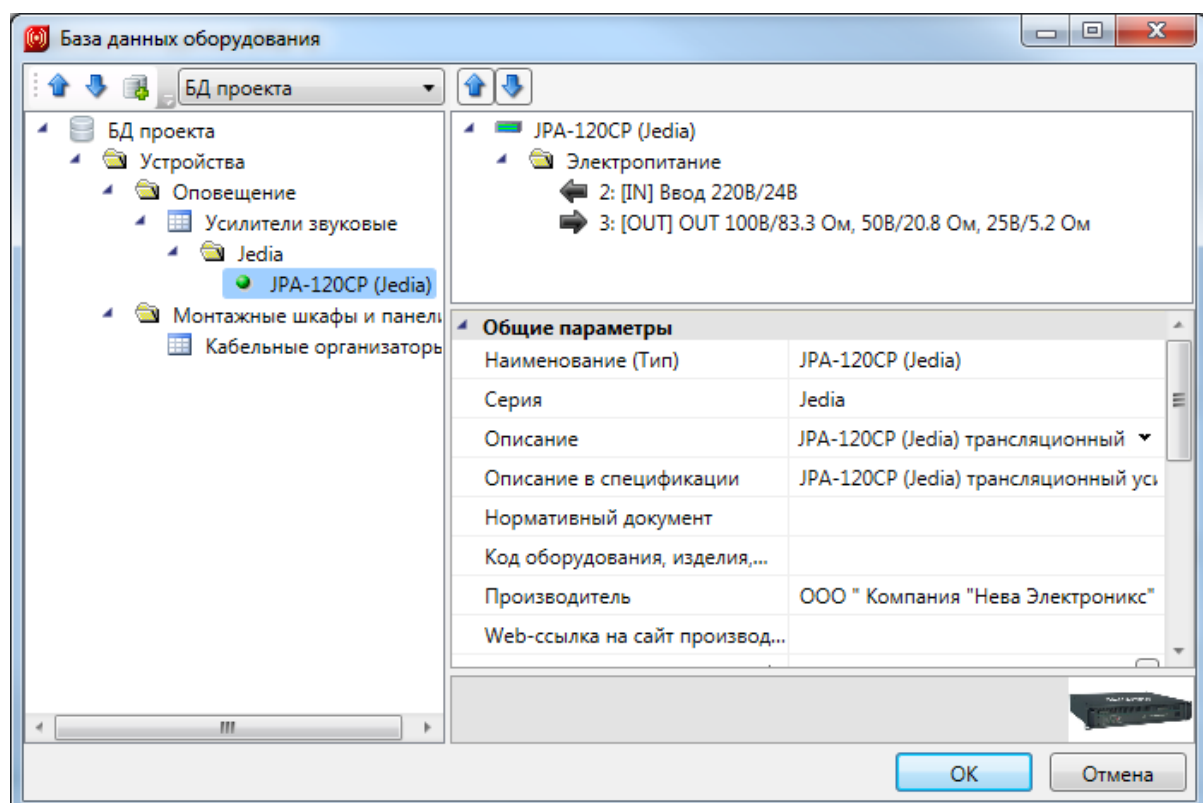 База данных оборудования
БД проекта
БД проекта
Устройства
Оповещение
Усилители звуковые
Jedia
JPA-120CP (Jedia)
Монтажные шкафы и панел
Кабельные организаторь
JPA-120CP (Jedia)
Электропитание
2: [IN] Ввод 220В/24В
3: [OUT] OUT 100В/83.3 Ом, 50В/20.8 Ом, 25В/5.2 Ом
Общие параметры
Наименование (Тип) JPA-120CP (Jedia)
Серия Jedia
Описание JPA-120CP (Jedia) трансляционный
Описание в спецификации JPA-120CP (Jedia) трансляционный уси
Нормативный документ
Код оборудования, изделия,...
Производитель ООО " Компания "Нева Электроникс"
Web-ссылка на сайт производ...
OK
Отмена